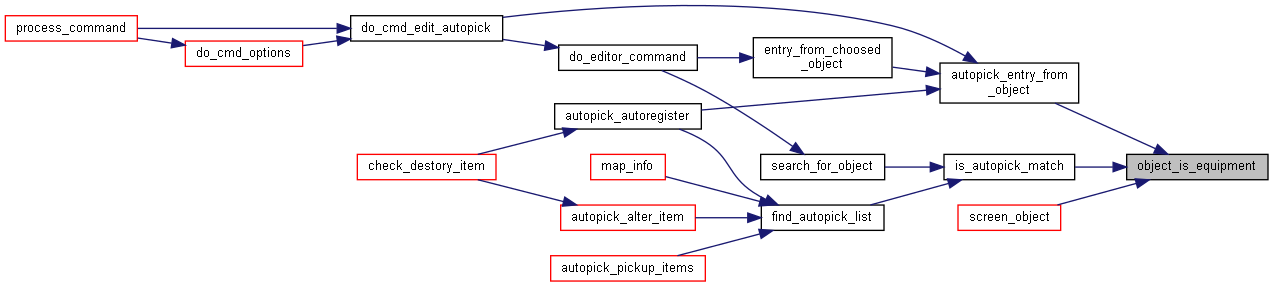 process_command
do_cmd_options
do_cmd_edit_autopick
do_editor_command
entry_from_choosed
_object
autopick_entry_from
_object
autopick_autoregister
check_destory_item
map_info
search_for_object
is_autopick_match
object_is_equipment
autopick_alter_item
find_autopick_list
screen_object
autopick_pickup_items